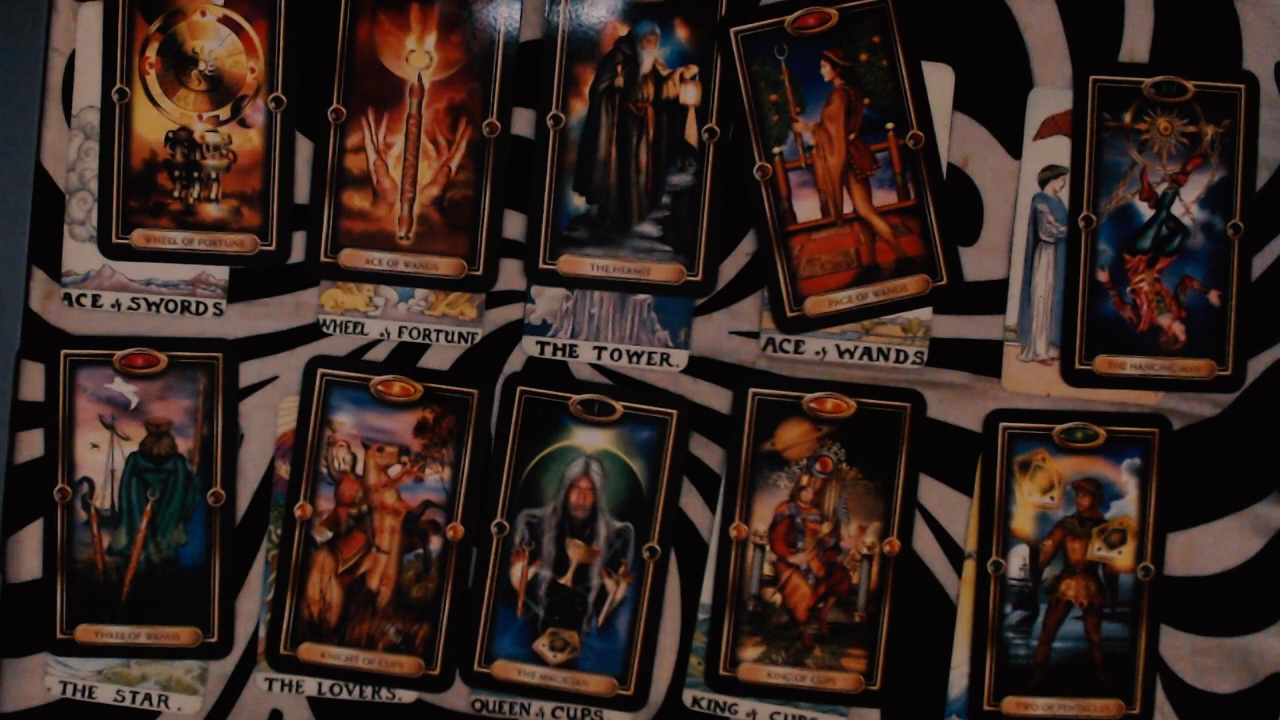 WHEEL OF FORTUNE
ACE OF WANDS
THE HERMIT
PAGE OF WANDS
THE HANGING MAN
ACE of SWORDS
WHEEL of FORTUNE
THE TOWER.
ACE of WANDS
THREE OF WANDS
KNIGHT OF CUPS
THE MAGICIAN
KING OF CUPS
TWO OF PENTACLES
THE STAR.
THE LOVERS.
QUEEN of CUPS
KING of CUPS